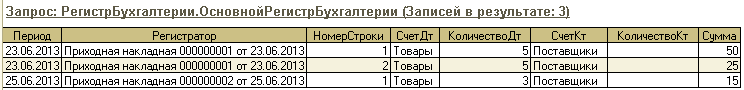 Запрос: РегистрБухгалтерии.ОсновнойРегистрБухгалтерии (Записей в результате: 3)
Период Регистратор НомерСтроки СчетДт КоличествоДт СчетКт КоличествоКт Сумма
23.06.2013 Приходная накладная 000000001 от 23.06.2013 1 Товары 5 Поставщики 50
23.06.2013 Приходная накладная 000000001 от 23.06.2013 2 Товары 5 Поставщики 25
25.06.2013 Приходная накладная 000000002 от 25.06.2013 1 Товары 3 Поставщики 15